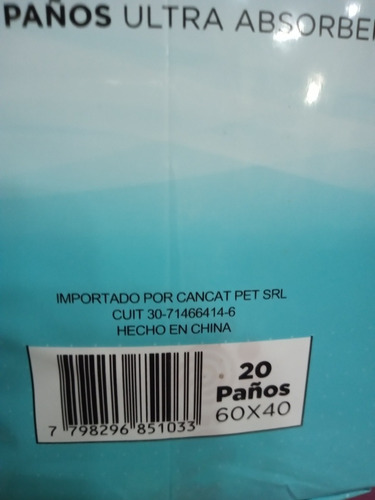 PAÑOS ULTRA
IMPORTADO POR CANCAT PET SRL
CUIT 30-71466414-6
HECHO EN CHINA
20
Paños
60X40
7 798296 851033